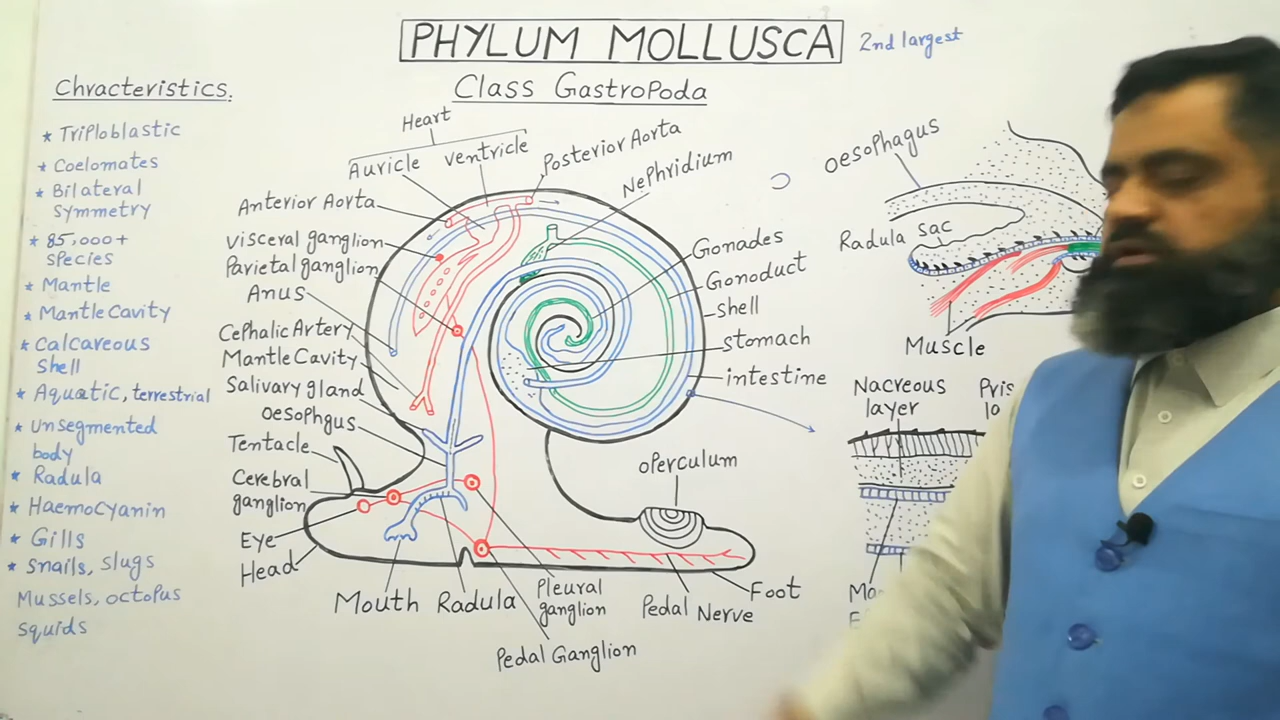 PHYLUM MOLLUSCA
2nd largest
Class GastroPoda
Chracteristics.
* Triploblastic
* Coelomates
* Bilateral
symmetry
* 85,000+
species
* Mantle
* Mantle Cavity
* Calcareous
shell
* Aquatic, terrestrial
* unsegmented
body
* Radula
* Haemocyanin
* Gills
* Snails, slugs
Mussels, octopus
squids
Heart
Auricle
ventricle
Posterior Aorta
Nephridium
Anterior Aorta
visceral ganglion
Parietal ganglion
Anus
Cephalic Artery
Mantle Cavity
Salivary gland
oesophgus
Tentacle
Cerebral
ganglion
Eye
Head
Mouth
Radula
Pleural
ganglion
Pedal Ganglion
Pedal Nerve
Foot
operculum
Gonades
Gonoduct
shell
stomach
intestine
oesophagus
Radula sac
Muscle
Nacreous
layer
Pris